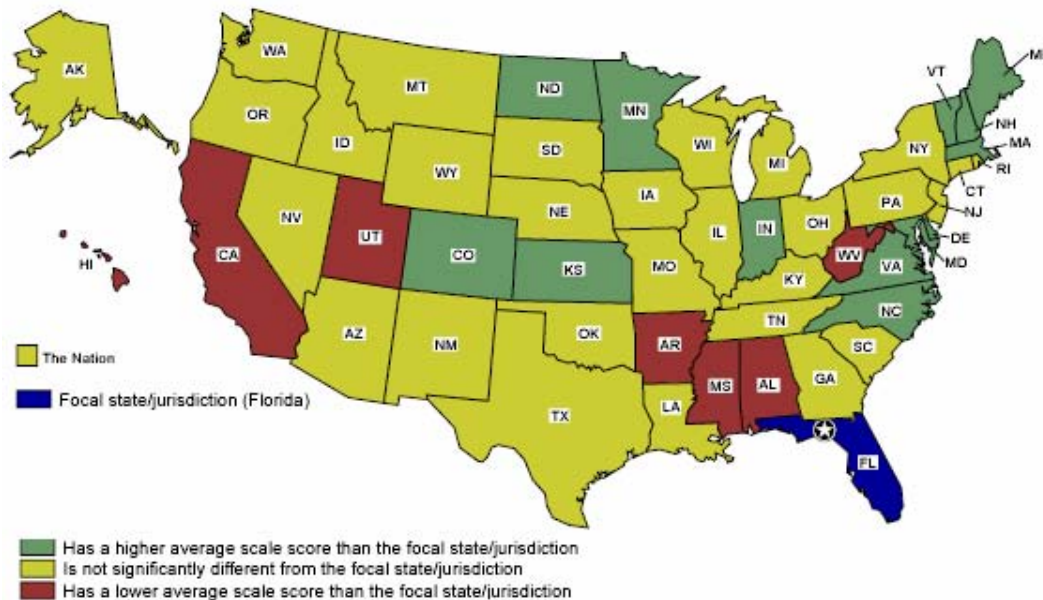 AK
WA
MT
ND
MN
VT
M
OR
ID
SD
WI
MI
NY
NH
MA
RI
WY
IA
PA
CT
NV
NE
IL
IN
OH
NJ
CA
UT
CO
KS
MO
WV
DE
VA
MD
HI
KY
AZ
NM
OK
AR
TN
NC
SC
The Nation
MS
AL
GA
LA
Focal state/jurisdiction (Florida)
TX
FL
Has a higher average scale score than the focal state/jurisdiction
Is not significantly different from the focal state/jurisdiction
Has a lower average scale score than the focal state/jurisdiction